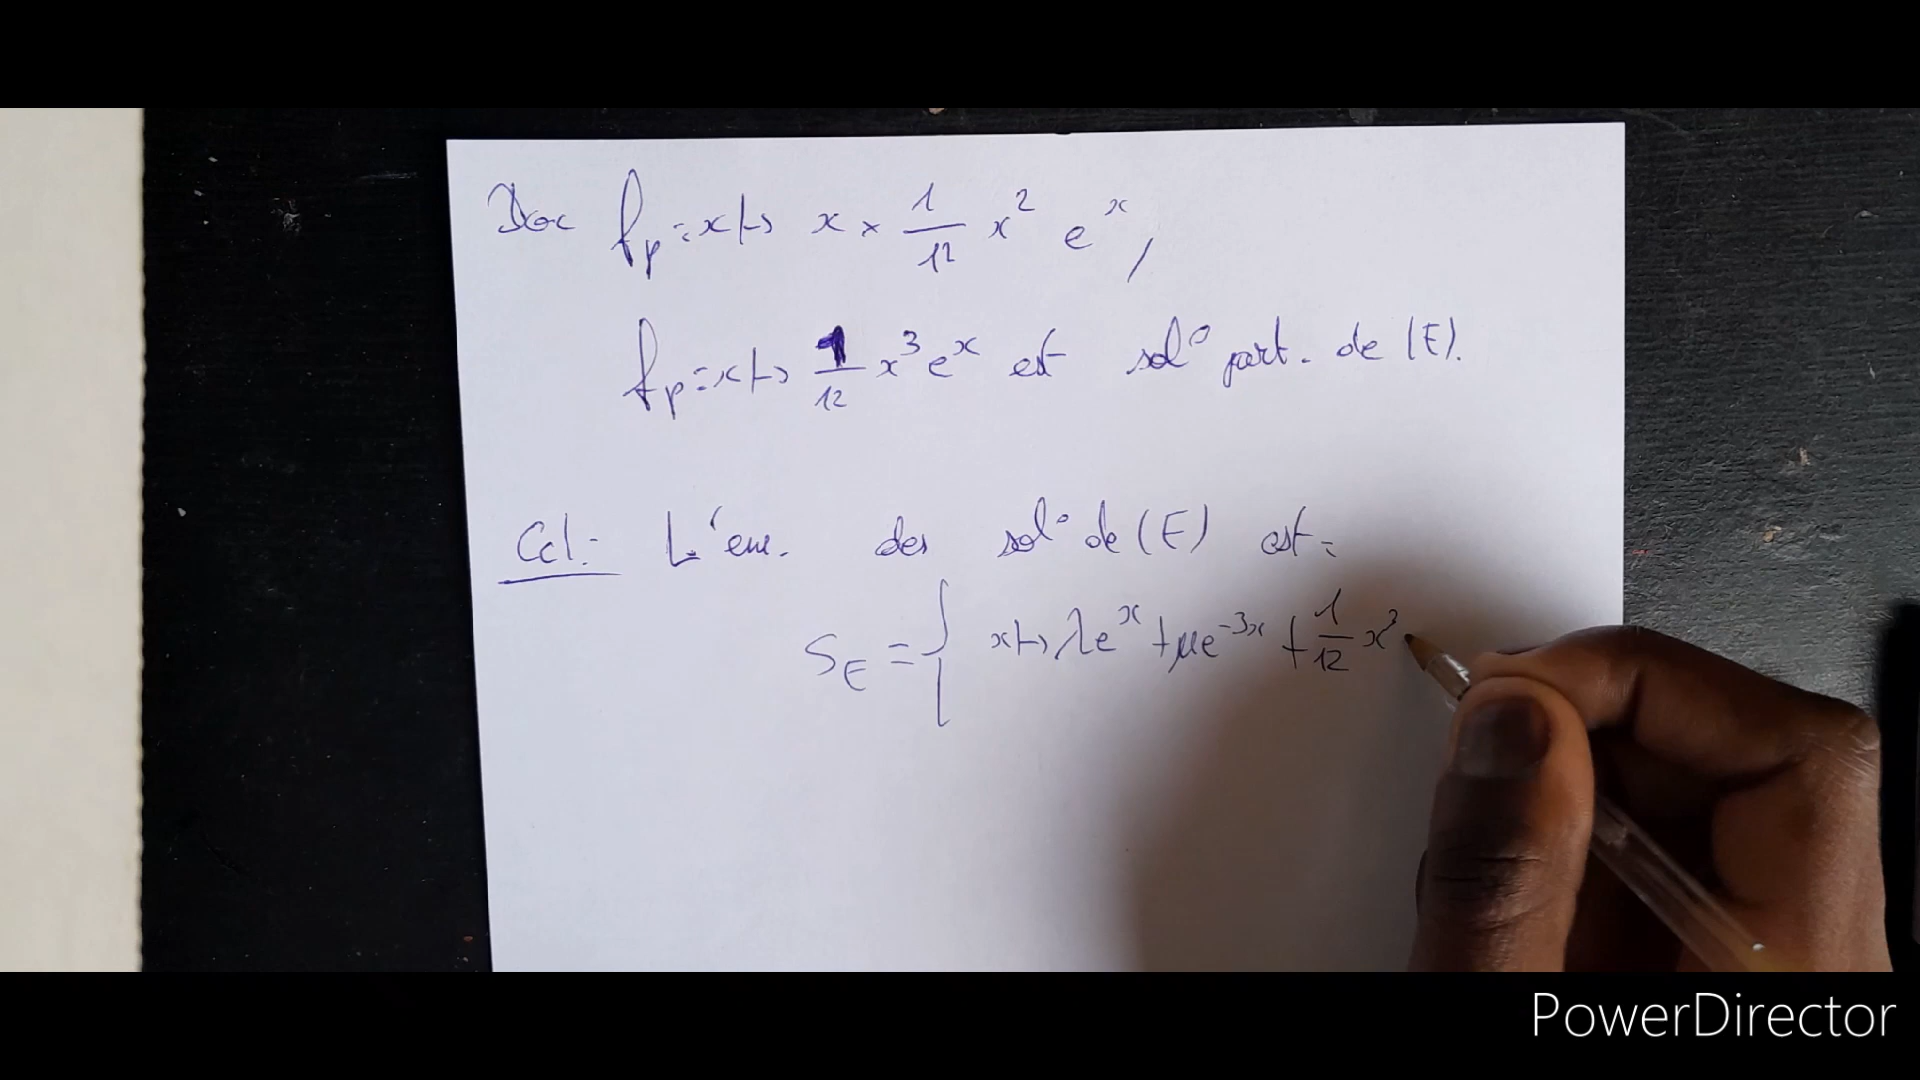 Donc f_p : x ↦ x × 1/12 x² e^x,
f_p : x ↦ 1/12 x³ e^x est sol° part. de (E).
Ccl : L'ens. des sol° de (E) est :
S_E = { x ↦ λe^x + μe^-3x + 1/12 x³
PowerDirector